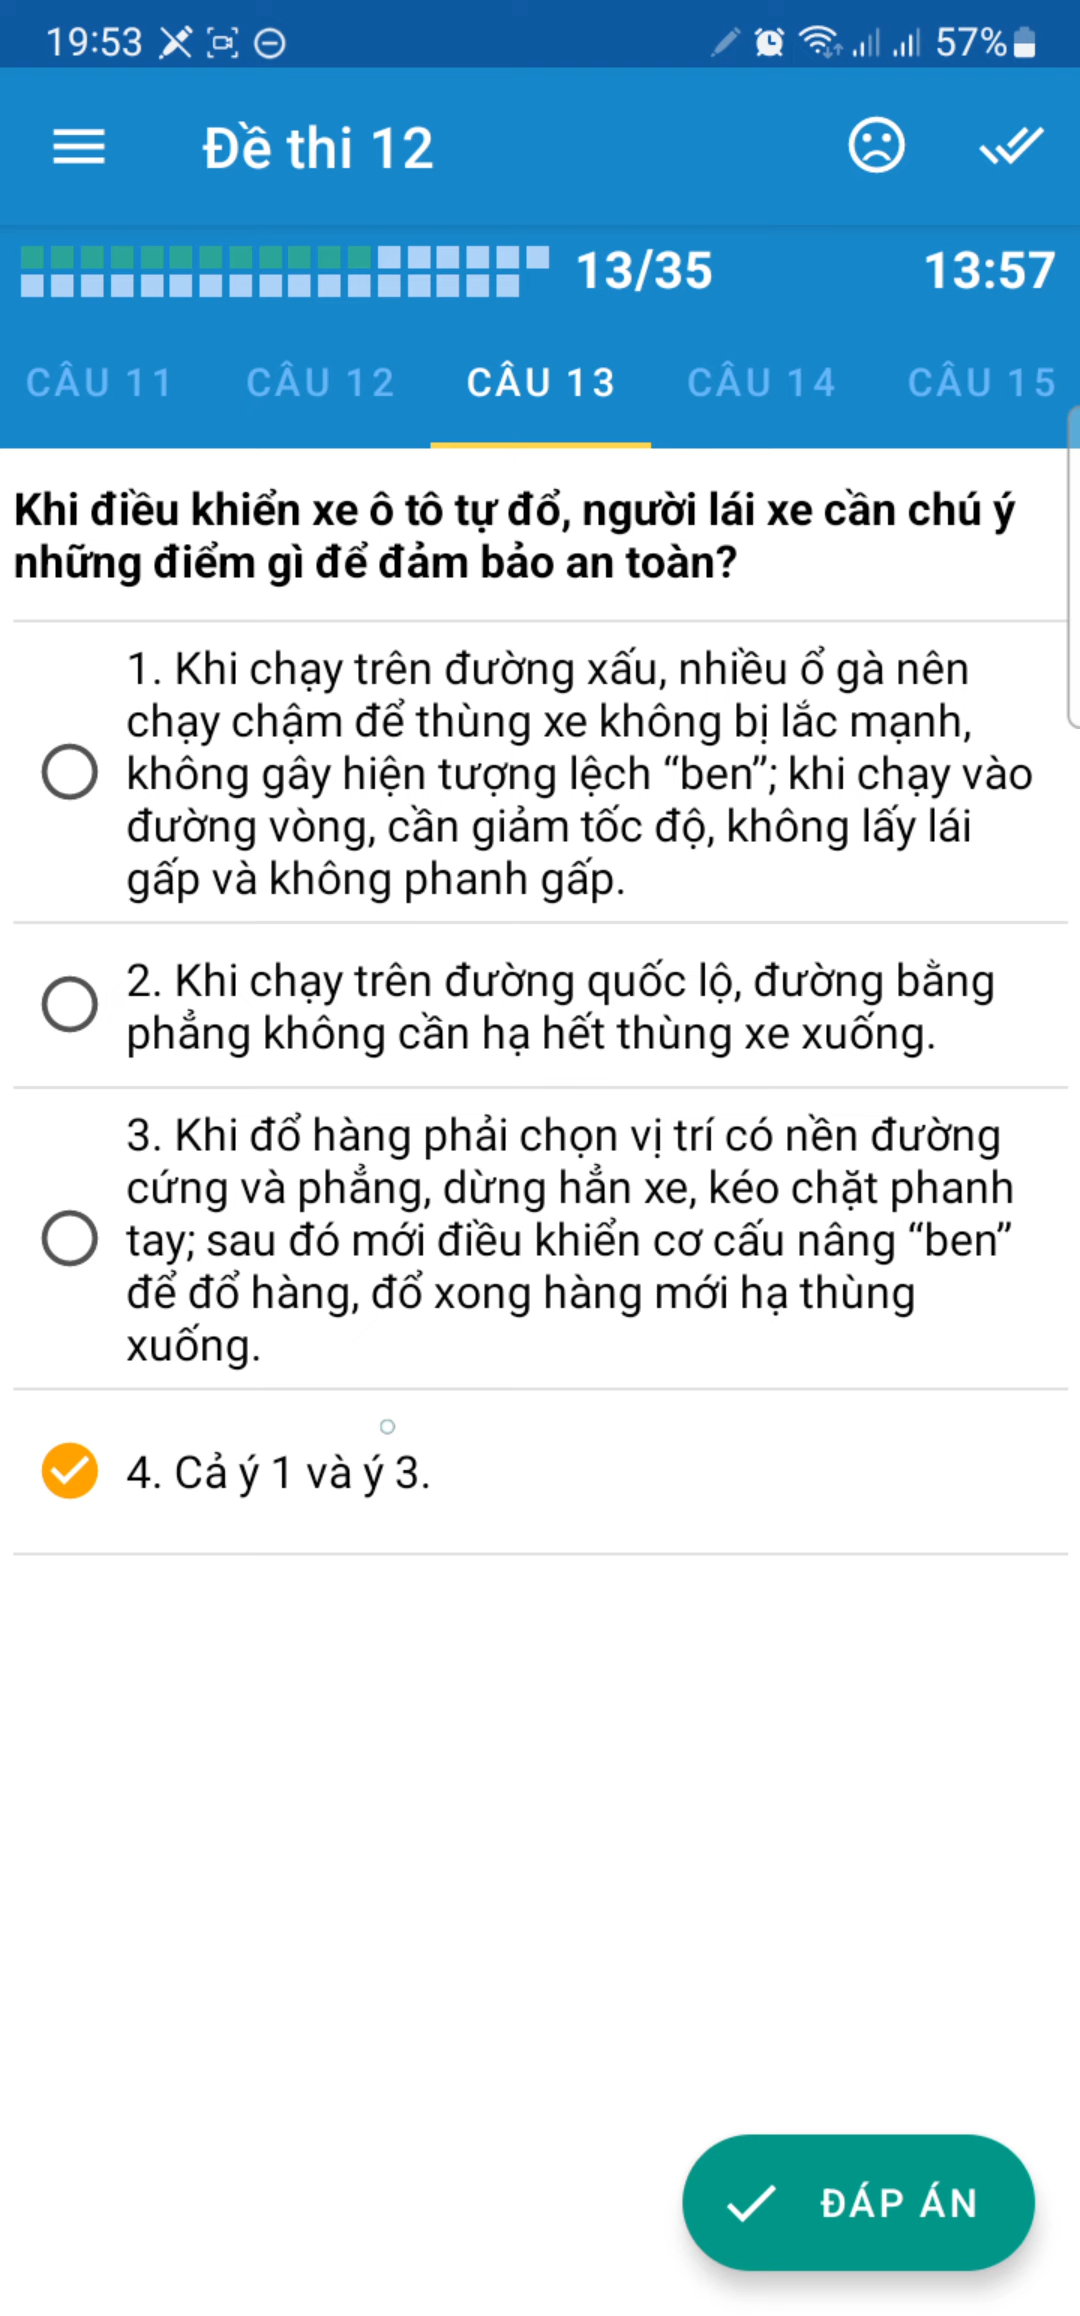 19:53 57%
Đề thi 12
13/35 13:57
CÂU 11 CÂU 12 CÂU 13 CÂU 14 CÂU 15
Khi điều khiển xe ô tô tự đổ, người lái xe cần chú ý
những điểm gì để đảm bảo an toàn?
1. Khi chạy trên đường xấu, nhiều ổ gà nên
chạy chậm để thùng xe không bị lắc mạnh,
không gây hiện tượng lệch “ben”; khi chạy vào
đường vòng, cần giảm tốc độ, không lấy lái
gấp và không phanh gấp.
2. Khi chạy trên đường quốc lộ, đường bằng
phẳng không cần hạ hết thùng xe xuống.
3. Khi đổ hàng phải chọn vị trí có nền đường
cứng và phẳng, dừng hẳn xe, kéo chặt phanh
tay; sau đó mới điều khiển cơ cấu nâng “ben”
để đổ hàng, đổ xong hàng mới hạ thùng
xuống.
4. Cả ý 1 và ý 3.
ĐÁP ÁN